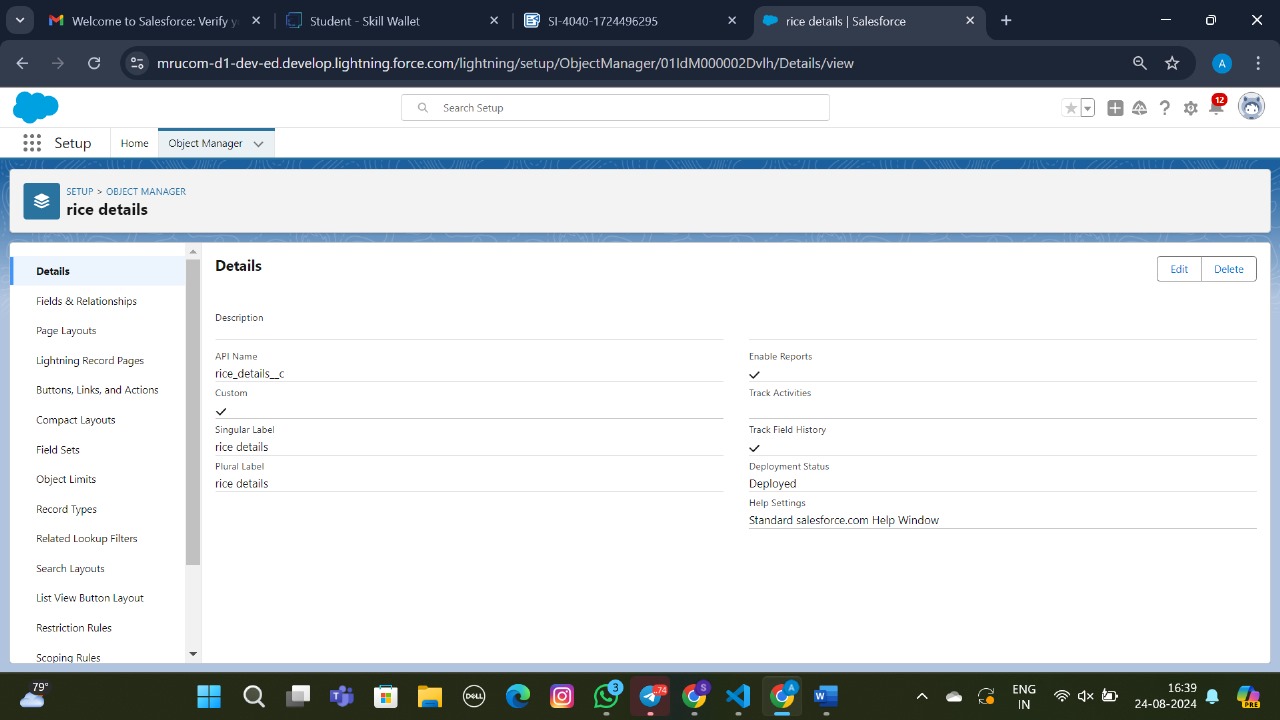 Welcome to Salesforce: Verify y
Student - Skill Wallet
SI-4040-1724496295
rice details | Salesforce
mrucom-d1-dev-ed.develop.lightning.force.com/lightning/setup/ObjectManager/01IdM000002Dvlh/Details/view
A
Search Setup
12
Setup
Home
Object Manager
SETUP > OBJECT MANAGER
rice details
Details
Fields & Relationships
Page Layouts
Lightning Record Pages
Buttons, Links, and Actions
Compact Layouts
Field Sets
Object Limits
Record Types
Related Lookup Filters
Search Layouts
List View Button Layout
Restriction Rules
Scoping Rules
Details
Edit
Delete
Description
API Name
rice_details__c
Custom
Singular Label
rice details
Plural Label
rice details
Enable Reports
Track Activities
Track Field History
Deployment Status
Deployed
Help Settings
Standard salesforce.com Help Window
79°
DELL
3
74
S
A
ENG
IN
16:39
24-08-2024
PRE